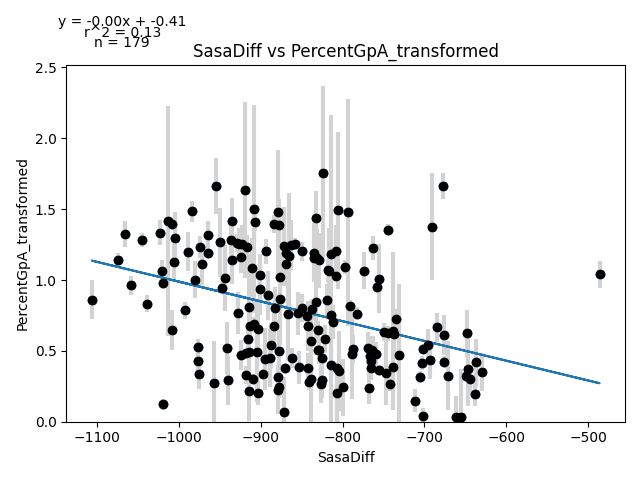 y = -0.00x + -0.41
r^2 = 0.13
n = 179
SasaDiff vs PercentGpA_transformed
2.5
2.0
1.5
1.0
0.5
0.0
PercentGpA_transformed
−1100 −1000 −900 −800 −700 −600 −500
SasaDiff